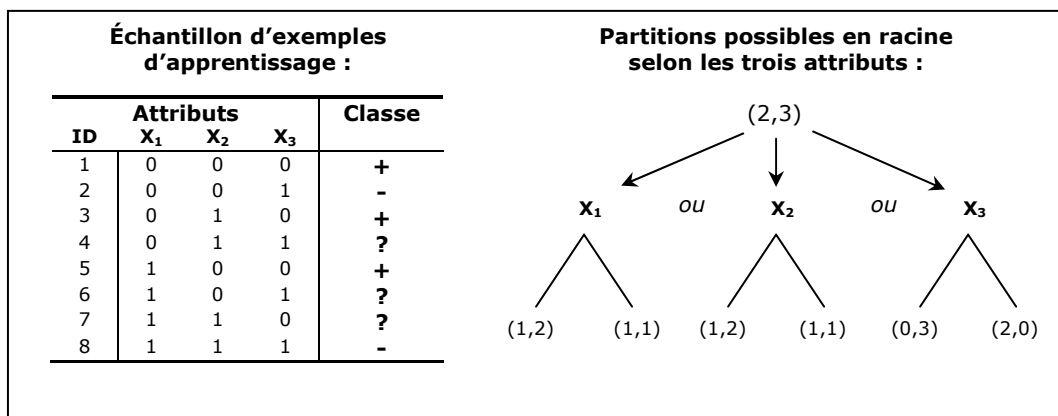 Échantillon d’exemples
d’apprentissage :
Attributs Classe
ID X₁ X₂ X₃
1 0 0 0 +
2 0 0 1 -
3 0 1 0 +
4 0 1 1 ?
5 1 0 0 +
6 1 0 1 ?
7 1 1 0 ?
8 1 1 1 -
Partitions possibles en racine
selon les trois attributs :
(2,3)
X₁ ou X₂ ou X₃
(1,2) (1,1) (1,2) (1,1) (0,3) (2,0)